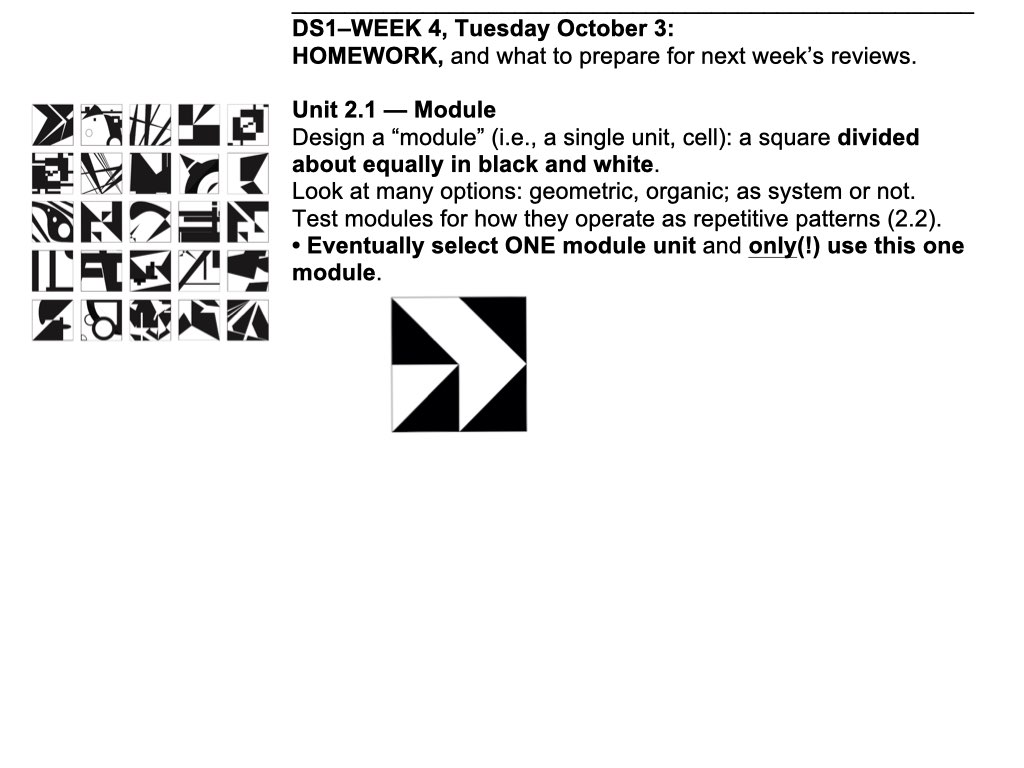 DS1–WEEK 4, Tuesday October 3:
HOMEWORK, and what to prepare for next week’s reviews.
Unit 2.1 — Module
Design a “module” (i.e., a single unit, cell): a square divided
about equally in black and white.
Look at many options: geometric, organic; as system or not.
Test modules for how they operate as repetitive patterns (2.2).
• Eventually select ONE module unit and only(!) use this one
module.